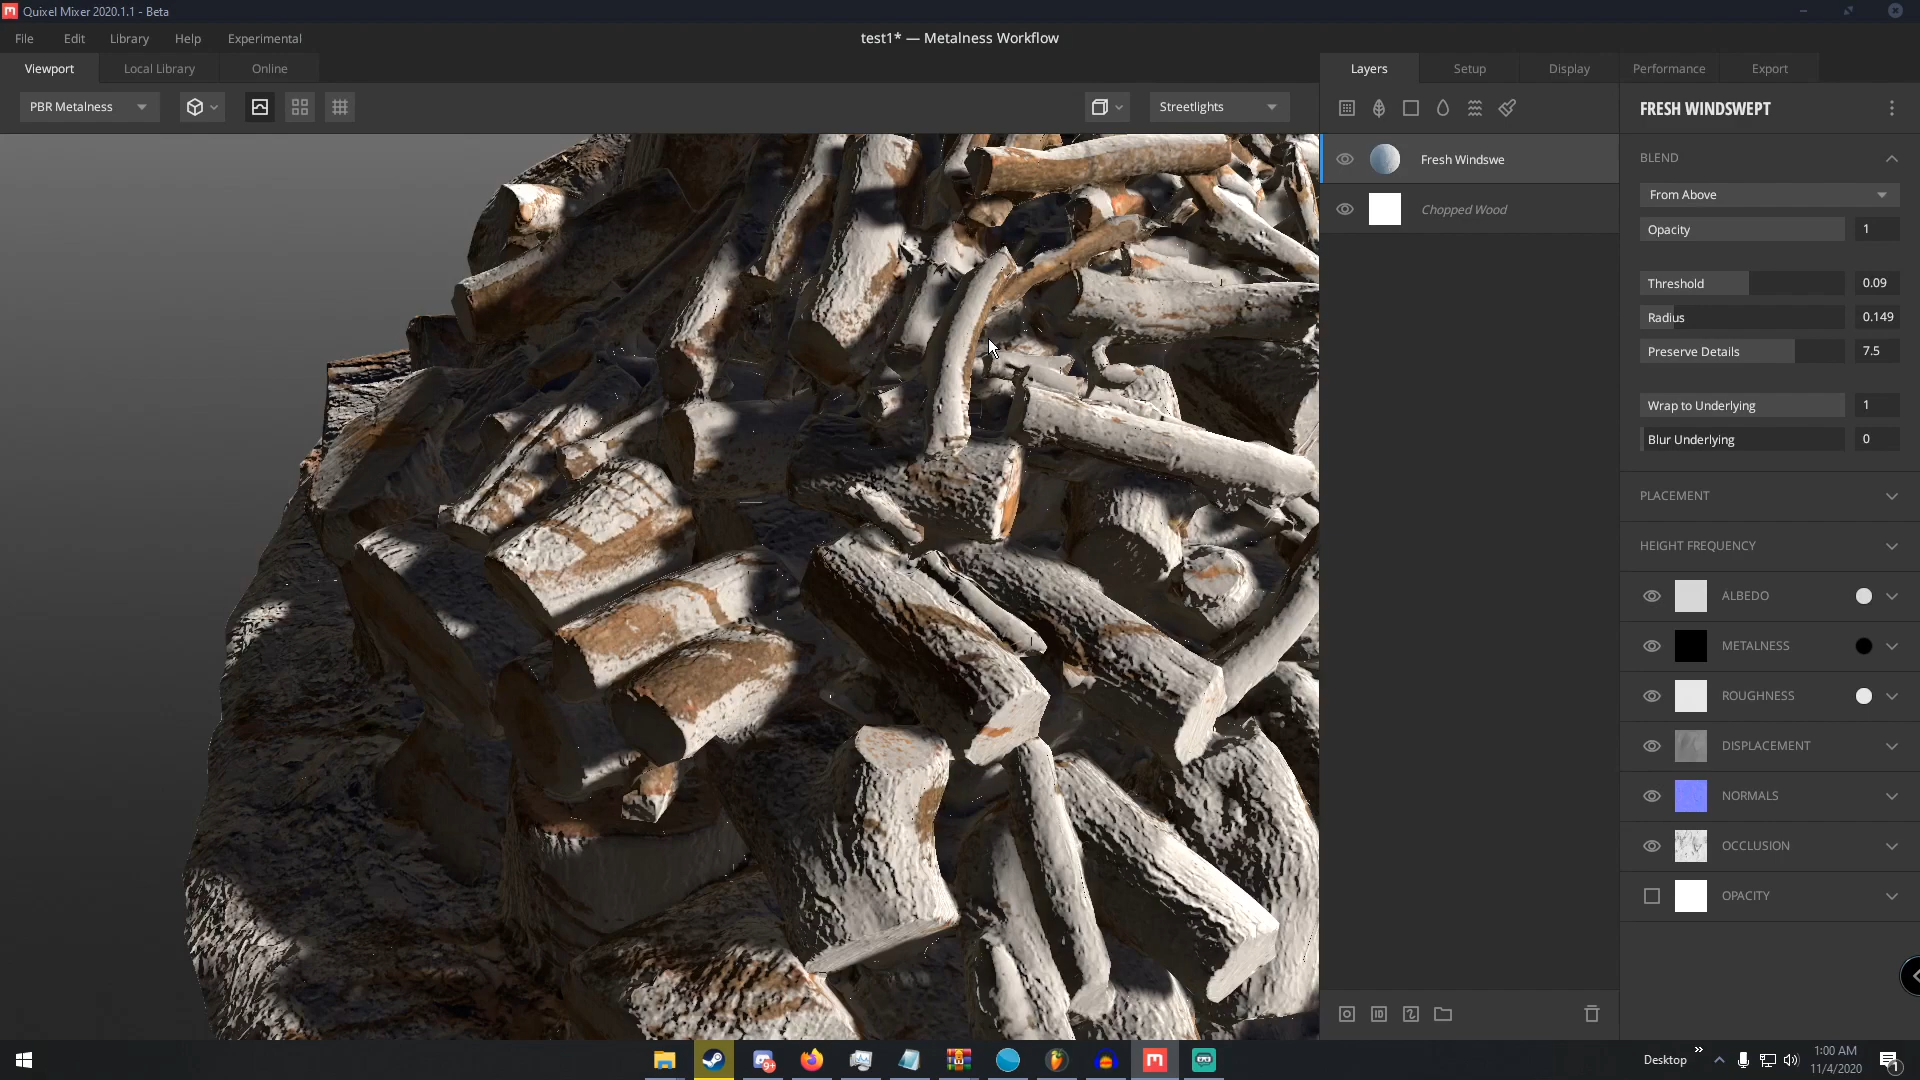 Quixel Mixer 2020.1.1 - Beta
File Edit Library Help Experimental
test1* — Metalness Workflow
Viewport Local Library Online
Layers Setup Display Performance Export
PBR Metalness
Streetlights
FRESH WINDSWEPT
Fresh Windswe
Chopped Wood
BLEND
From Above
Opacity 1
Threshold 0.09
Radius 0.149
Preserve Details 7.5
Wrap to Underlying 1
Blur Underlying 0
PLACEMENT
HEIGHT FREQUENCY
ALBEDO
METALNESS
ROUGHNESS
DISPLACEMENT
NORMALS
OCCLUSION
OPACITY
ID
9+
Desktop
1:00 AM
11/4/2020
1